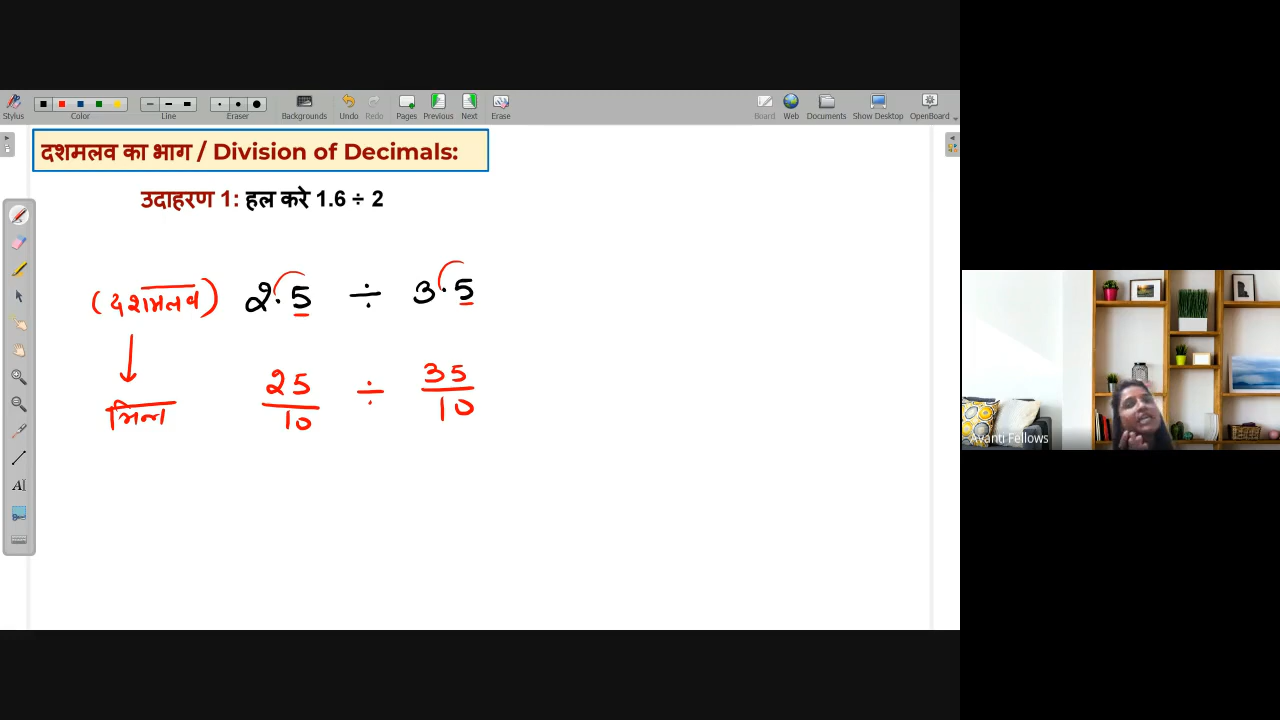 Stylus Color Line Eraser Backgrounds Undo Redo Pages Previous Next Erase Board Web Documents Show Desktop OpenBoard
दशमलव का भाग / Division of Decimals:
उदाहरण 1: हल करे 1.6 ÷ 2
(दशमलव) 2.5 ÷ 3.5
भिन्न 25/10 ÷ 35/10
Avanti Fellows